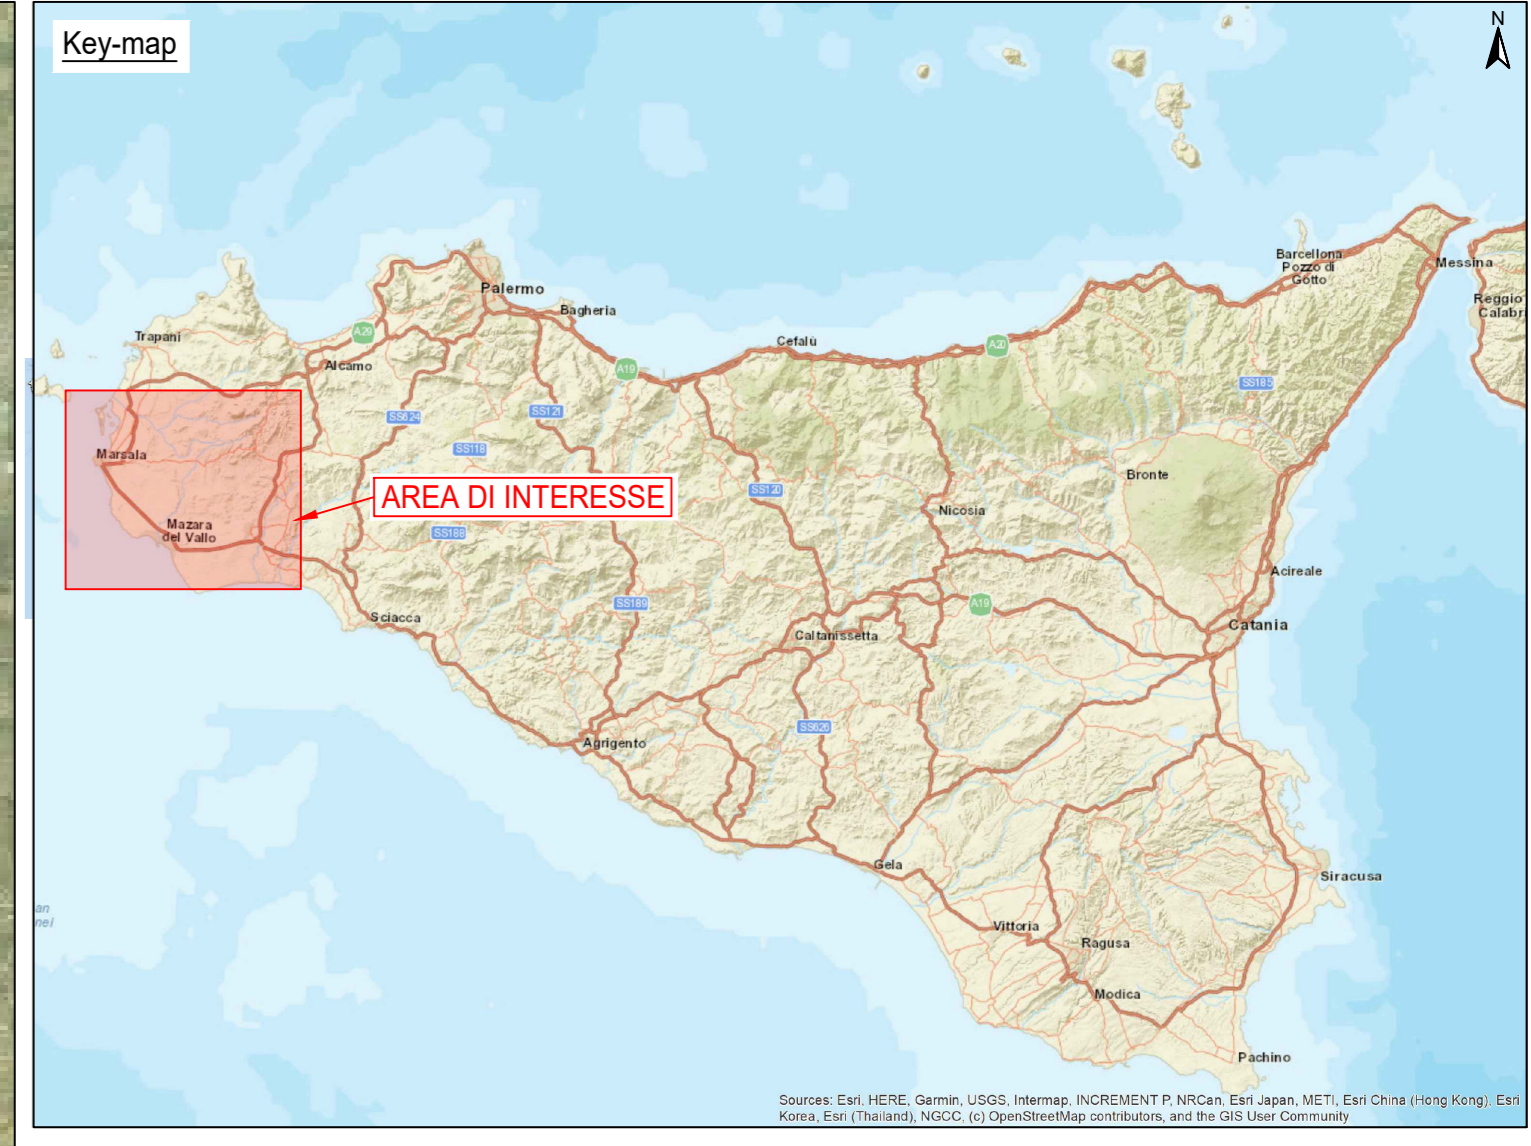 Key-map
N
Palermo
Bagheria
Trapani
A29
Alcamo
A19
Cefalù
A20
Barcellona
Pozzo di
Gotto
Messina
Reggio
Calabr
SS185
SS624
SS121
SS118
Marsala
AREA DI INTERESSE
SS120
Bronte
Nicosia
Mazara
del Vallo
SS188
Acireale
Sciacca
SS189
A19
Catania
Caltanissetta
SS626
Agrigento
Gela
Siracusa
an
nel
Vittoria
Ragusa
Modica
Pachino
Sources: Esri, HERE, Garmin, USGS, Intermap, INCREMENT P, NRCan, Esri Japan, METI, Esri China (Hong Kong), Esri
Korea, Esri (Thailand), NGCC, (c) OpenStreetMap contributors, and the GIS User Community